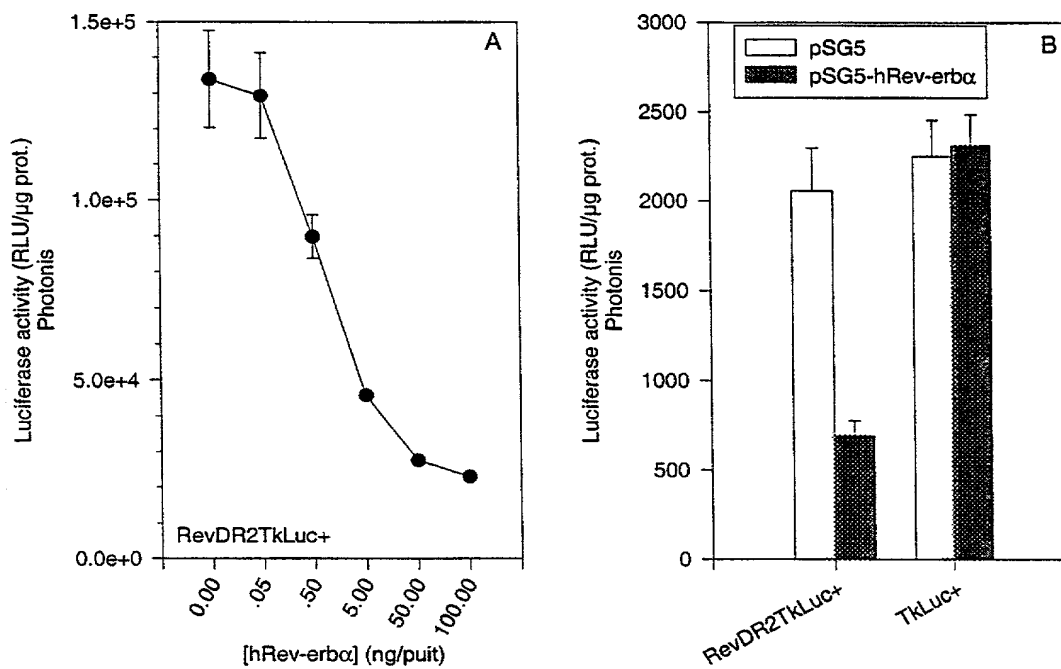 A
Luciferase activity (RLU/µg prot.)
Photonis
1.5e+5
1.0e+5
5.0e+4
0.0e+0
RevDR2TkLuc+
0.00
.05
.50
5.00
50.00
100.00
[hRev-erbα] (ng/puit)
B
pSG5
pSG5-hRev-erbα
Luciferase activity (RLU/µg prot.)
Photonis
3000
2500
2000
1500
1000
500
0
RevDR2TkLuc+
TkLuc+